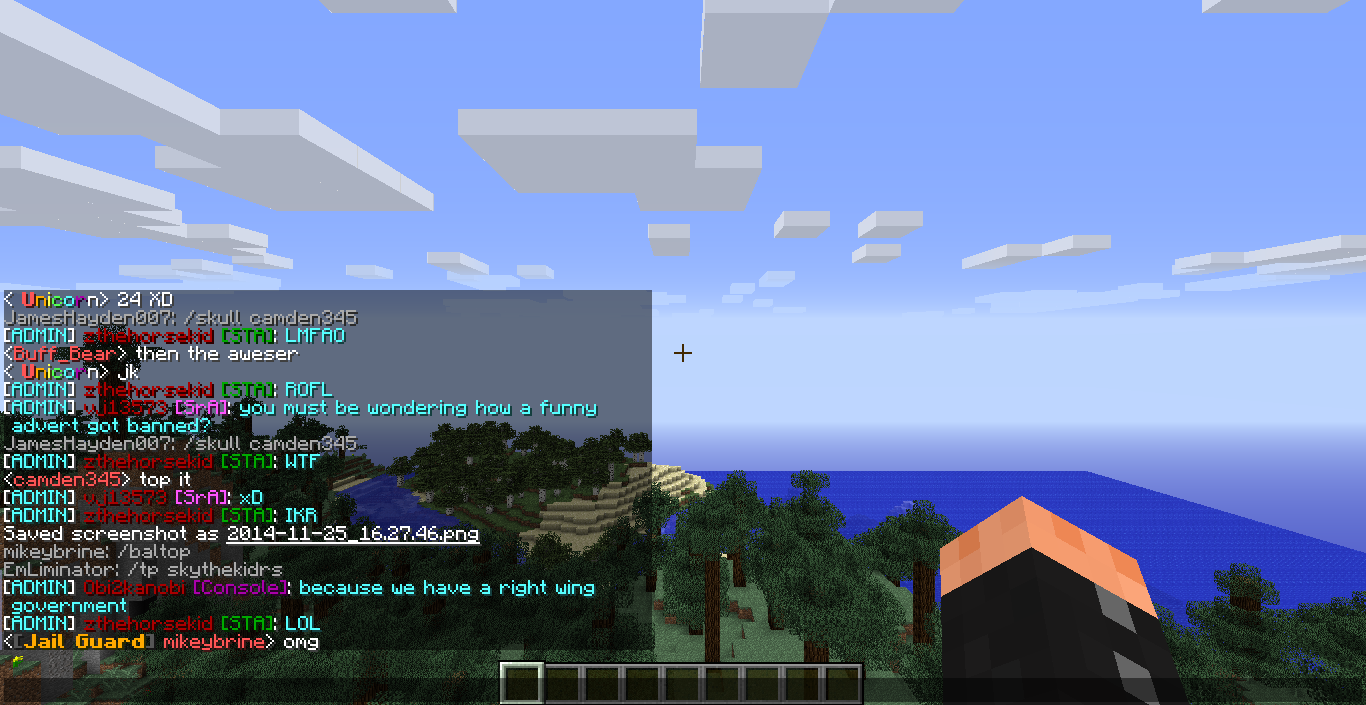 < Unicorn> 24 XD
JamesHayden007: /skull camden345
[ADMIN] zthehorsekid [STA]: LMFAO
<Buff_Bear> then the aweser
< Unicorn> jk
[ADMIN] zthehorsekid [STA]: ROFL
[ADMIN] vj13573 [SrA]: you must be wondering how a funny
advert got banned?
JamesHayden007: /skull camden345
[ADMIN] zthehorsekid [STA]: WTF
<camden345> top it
[ADMIN] vj13573 [SrA]: xD
[ADMIN] zthehorsekid [STA]: IKR
Saved screenshot as 2014-11-25_16.27.46.png
mikeybrine: /baltop
EmLiminator: /tp skythekidrs
[ADMIN] Obi2kanobi [Console]: because we have a right wing
government
[ADMIN] zthehorsekid [STA]: LOL
<[Jail Guard] mikeybrine> omg